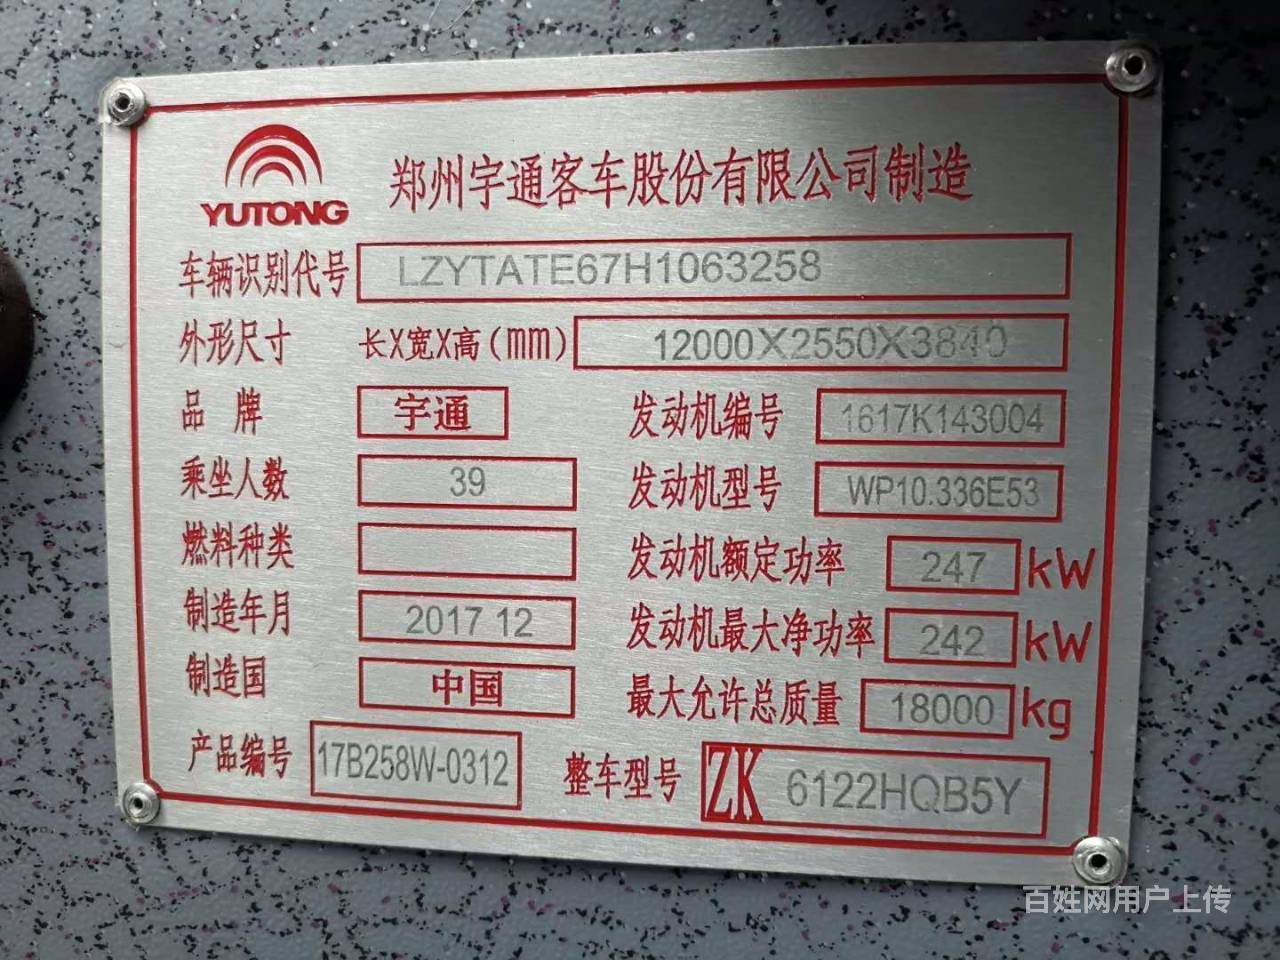 YUTONG
郑州宇通客车股份有限公司制造
车辆识别代号 LZYTATE67H1063258
外形尺寸 长X宽X高(mm) 12000X2550X3840
品 牌 宇通 发动机编号 1617K143004
乘坐人数 39 发动机型号 WP10.336E53
燃料种类 发动机额定功率 247 kW
制造年月 2017 12 发动机最大净功率 242 kW
制造国 中国 最大允许总质量 18000 kg
产品编号 17B258W-0312 整车型号 ZK 6122HQB5Y
百姓网用户上传